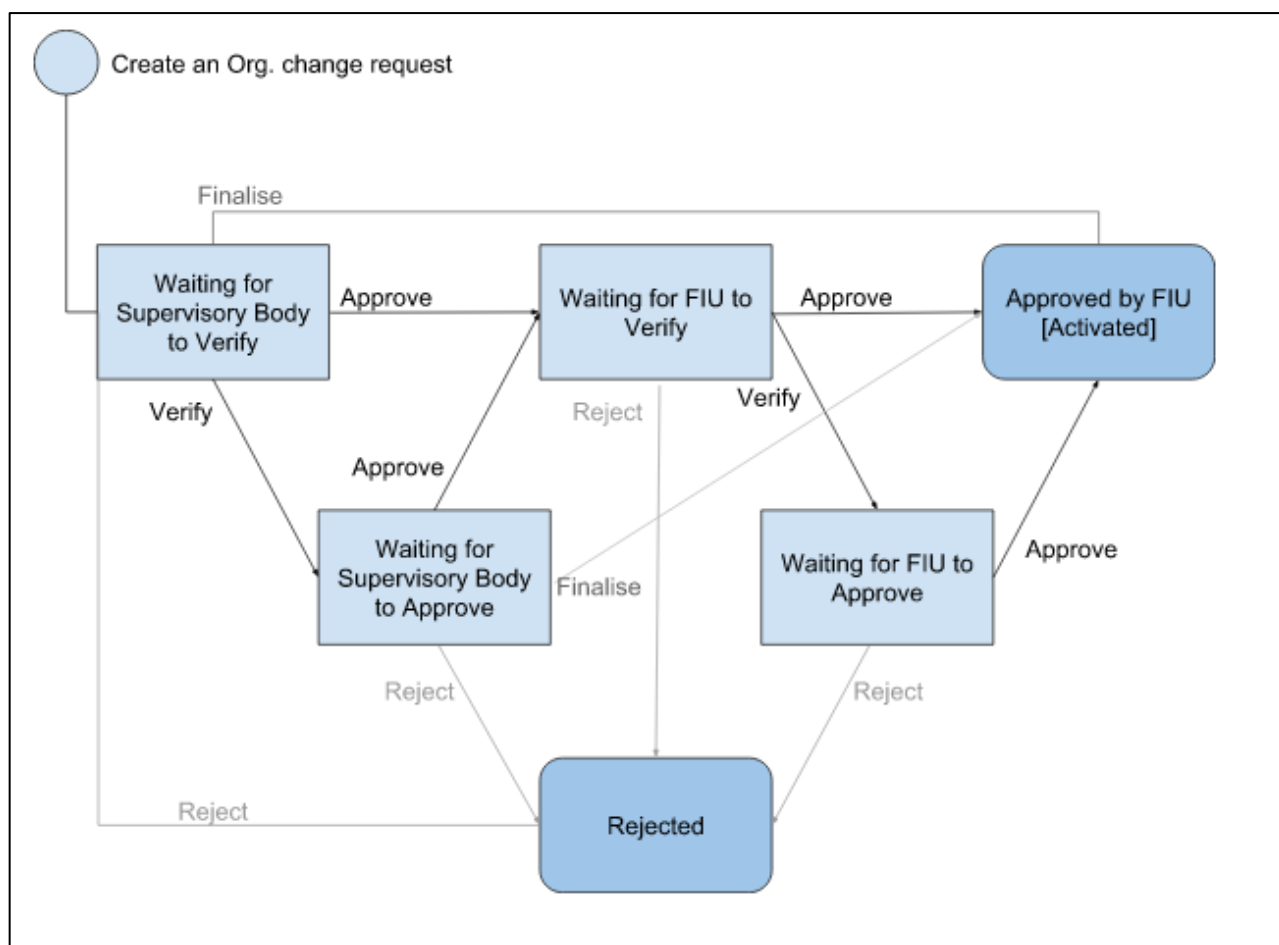 Create an Org. change request
Finalise
Waiting for
Supervisory Body
to Verify
Approve
Waiting for FIU to
Verify
Approve
Approved by FIU
[Activated]
Verify
Reject
Verify
Approve
Waiting for
Supervisory Body
to Approve
Finalise
Waiting for FIU to
Approve
Approve
Reject
Reject
Reject
Rejected